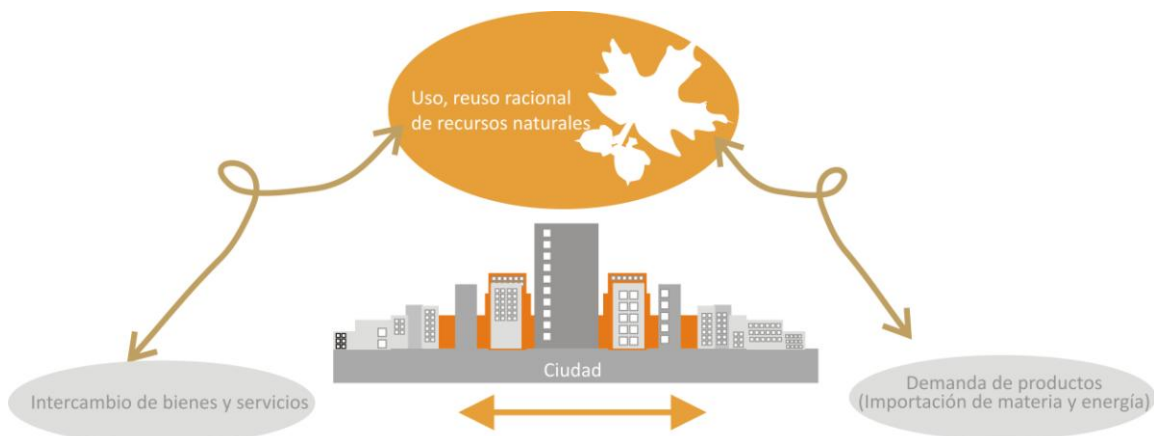 Uso, reuso racional
de recursos naturales
Ciudad
Intercambio de bienes y servicios
Demanda de productos
(Importación de materia y energía)